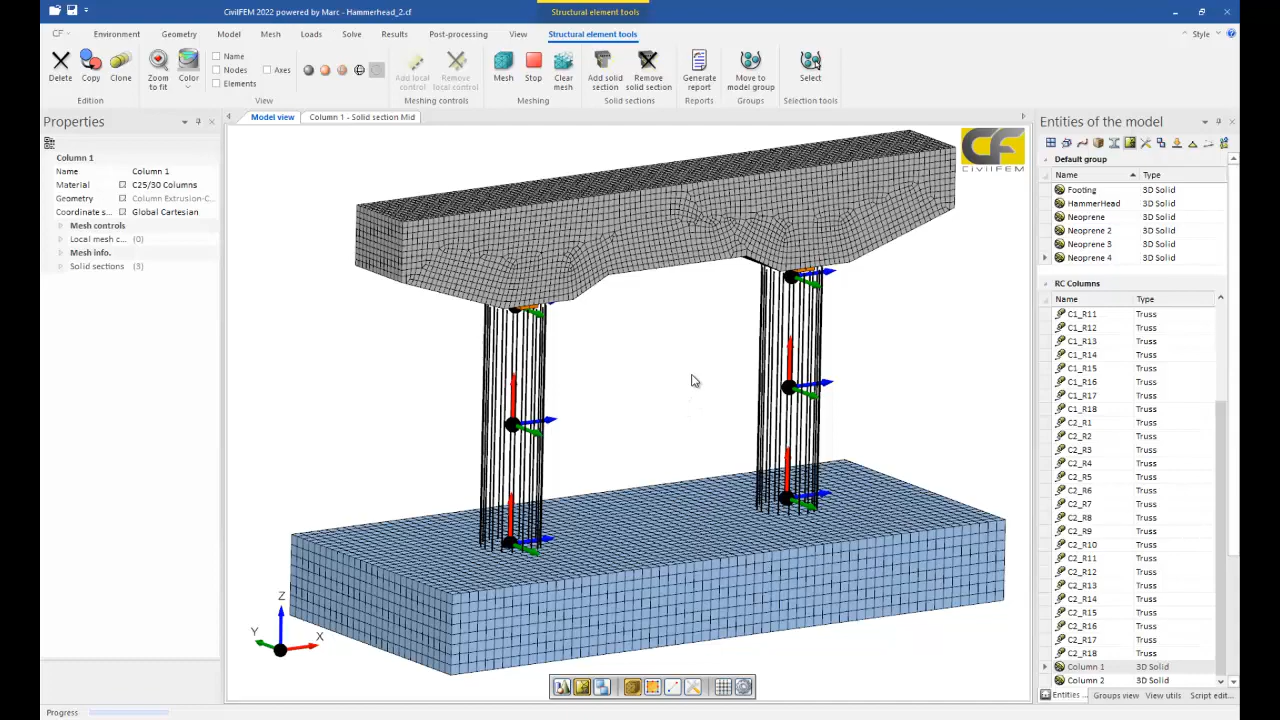 CivilFEM 2022 powered by Marc - Hammerhead_2.cf
Structural element tools
CF
Environment
Geometry
Model
Mesh
Loads
Solve
Results
Post-processing
View
Structural element tools
Style
Delete
Copy
Clone
Edition
Zoom to fit
Color
Name
Nodes
Axes
Elements
View
Add local control
Remove local control
Meshing controls
Mesh
Stop
Clear mesh
Meshing
Add solid section
Remove solid section
Solid sections
Generate report
Reports
Move to model group
Groups
Select
Selection tools
Properties
Column 1
Name Column 1
Material C25/30 Columns
Geometry Column Extrusion-C...
Coordinate s... Global Cartesian
Mesh controls
Local mesh c... (0)
Mesh info.
Solid sections (3)
Model view
Column 1 - Solid section Mid
CF
CIVILFEM
Z
Y
X
Entities of the model
Default group
Name Type
Footing 3D Solid
HammerHead 3D Solid
Neoprene 3D Solid
Neoprene 2 3D Solid
Neoprene 3 3D Solid
Neoprene 4 3D Solid
RC Columns
Name Type
C1_R11 Truss
C1_R12 Truss
C1_R13 Truss
C1_R14 Truss
C1_R15 Truss
C1_R16 Truss
C1_R17 Truss
C1_R18 Truss
C2_R1 Truss
C2_R2 Truss
C2_R3 Truss
C2_R4 Truss
C2_R5 Truss
C2_R6 Truss
C2_R7 Truss
C2_R8 Truss
C2_R9 Truss
C2_R10 Truss
C2_R11 Truss
C2_R12 Truss
C2_R13 Truss
C2_R14 Truss
C2_R15 Truss
C2_R16 Truss
C2_R17 Truss
C2_R18 Truss
Column 1 3D Solid
Column 2 3D Solid
Entities ...
Groups view
View utils
Script edit...
Progress